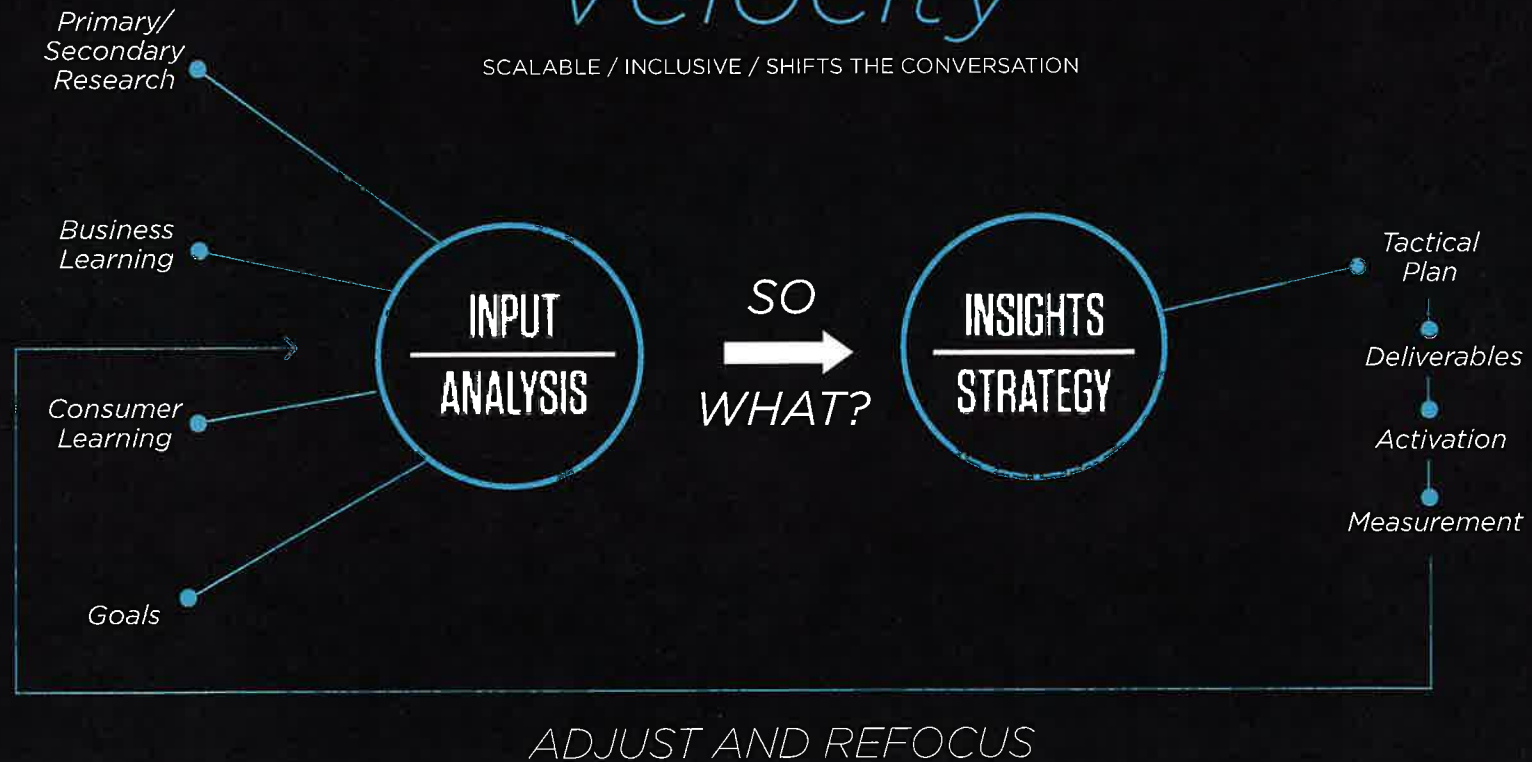 Velocity
SCALABLE / INCLUSIVE / SHIFTS THE CONVERSATION
Primary/
Secondary
Research
Business
Learning
Consumer
Learning
Goals
INPUT
ANALYSIS
SO
WHAT?
INSIGHTS
STRATEGY
Tactical
Plan
Deliverables
Activation
Measurement
ADJUST AND REFOCUS